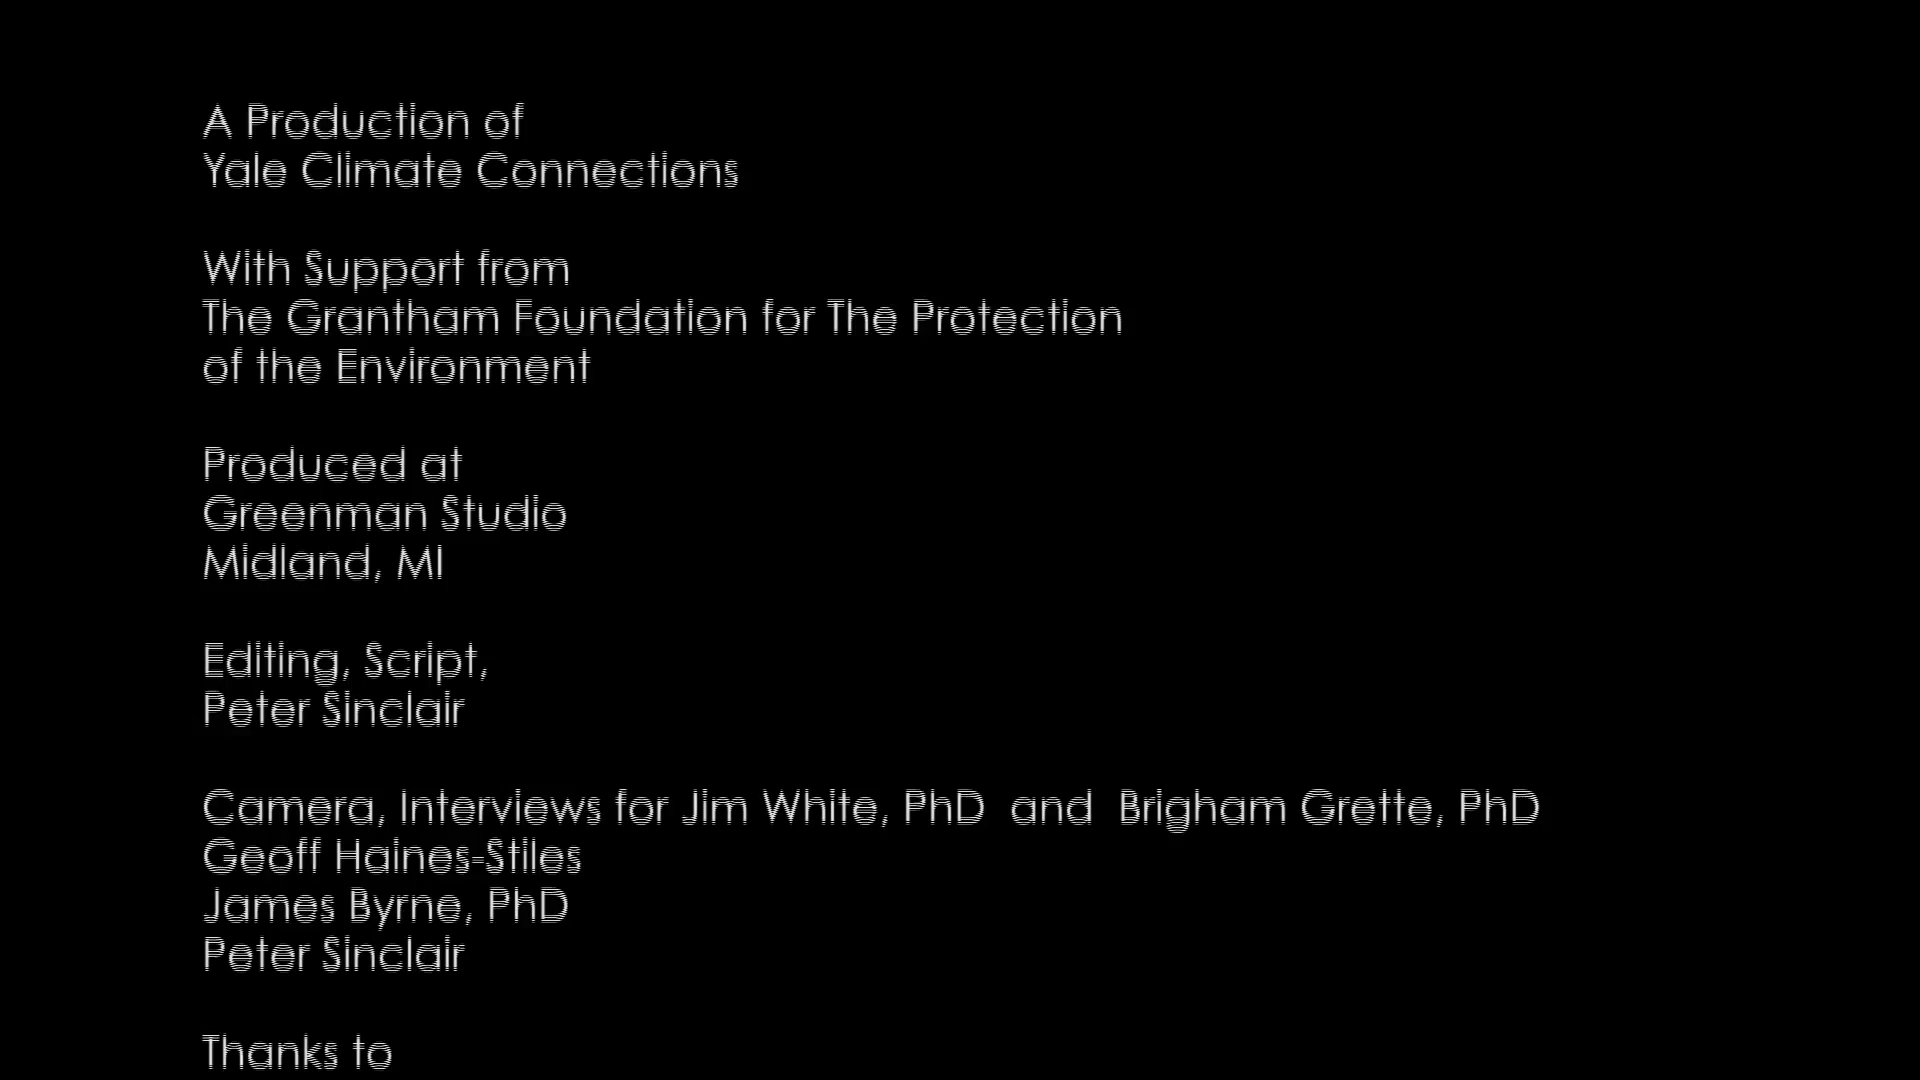 A Production of
Yale Climate Connections
With Support from
The Grantham Foundation for The Protection
of the Environment
Produced at
Greenman Studio
Midland, MI
Editing, Script,
Peter Sinclair
Camera, Interviews for Jim White, PhD  and  Brigham Grette, PhD
Geoff Haines-Stiles
James Byrne, PhD
Peter Sinclair
Thanks to